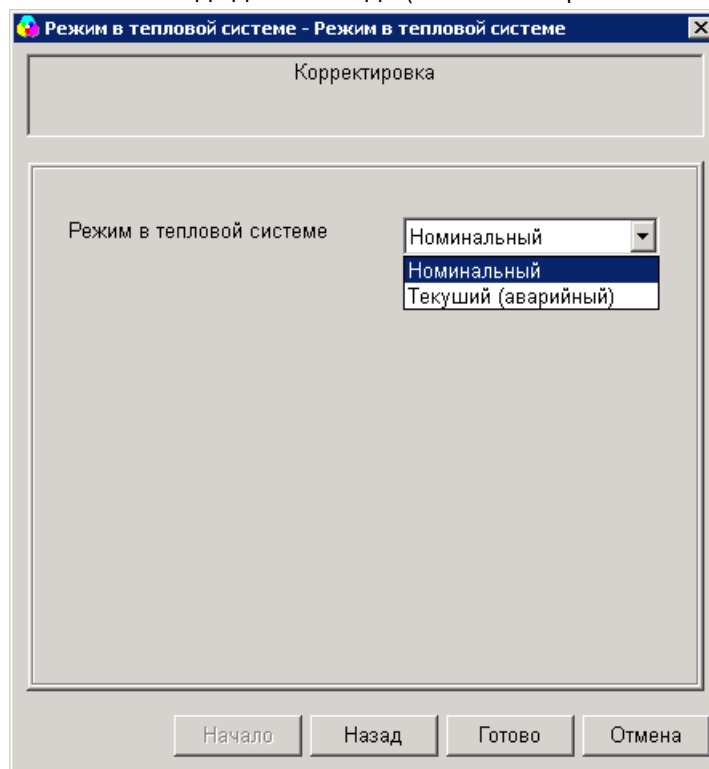 Режим в тепловой системе - Режим в тепловой системе
Корректировка
Режим в тепловой системе
Номинальный
Номинальный
Текуший (аварийный)
Начало Назад Готово Отмена